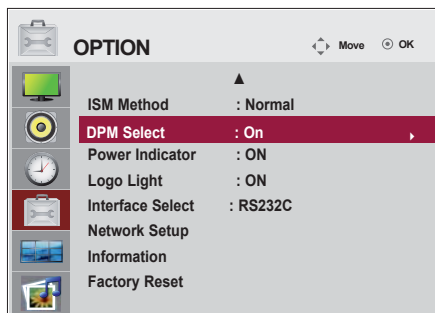 OPTION
Move
OK
ISM Method : Normal
DPM Select : On
Power Indicator : ON
Logo Light : ON
Interface Select : RS232C
Network Setup
Information
Factory Reset